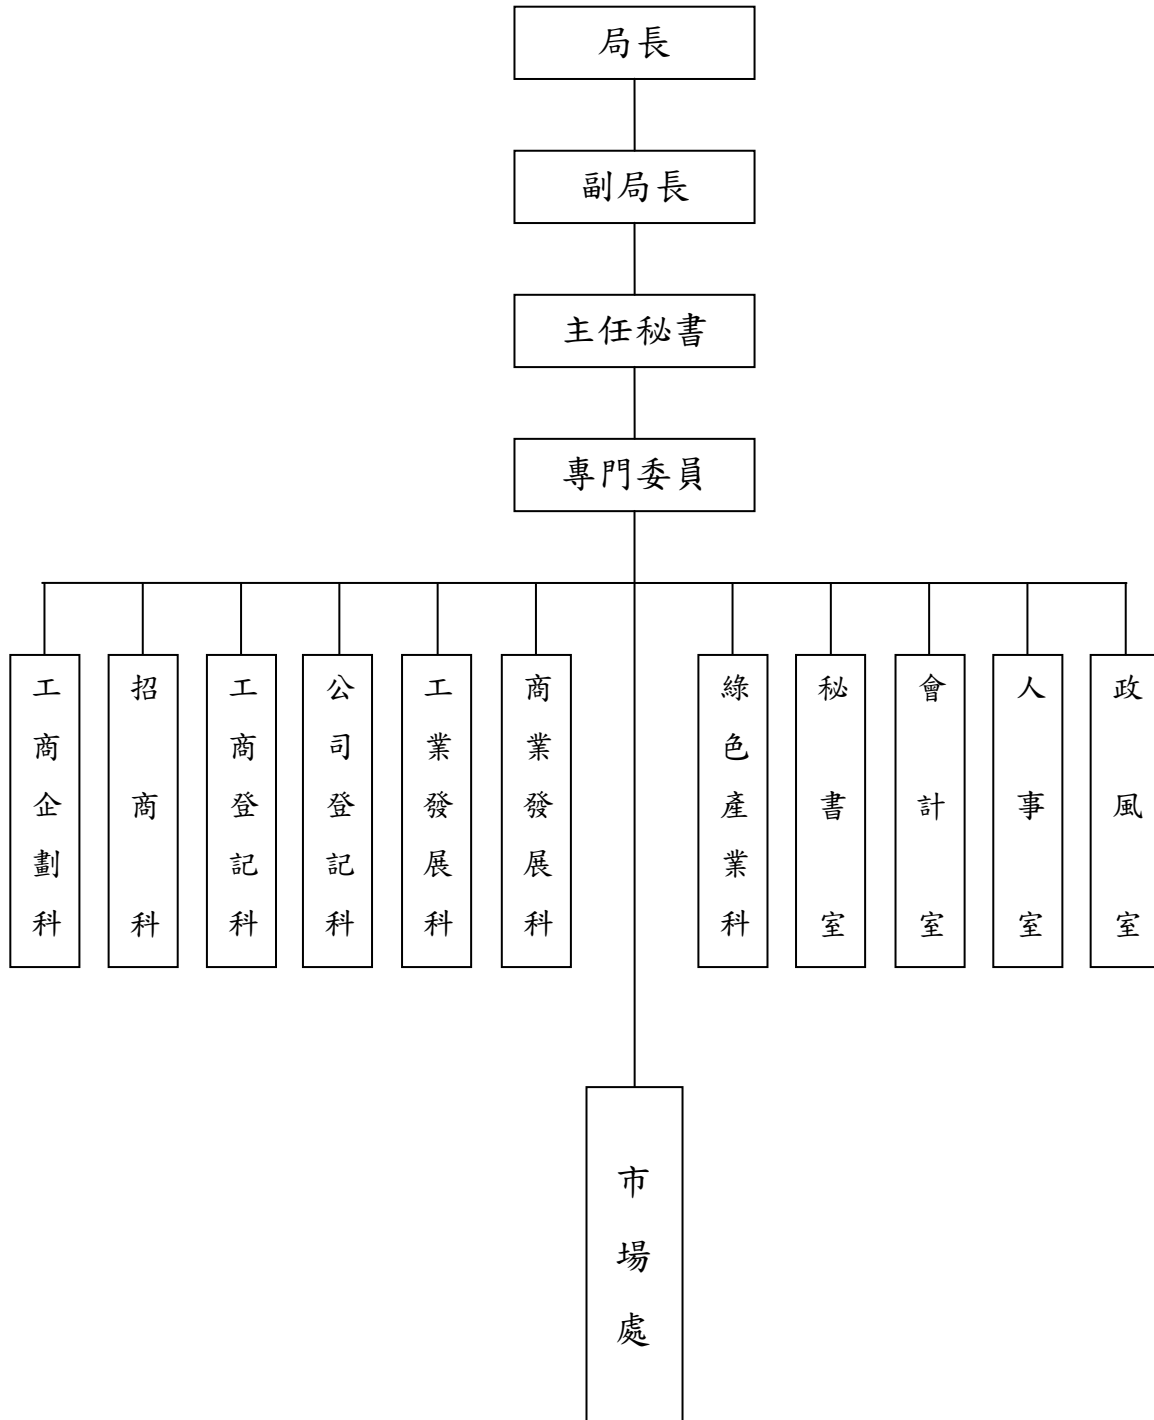 局長
副局長
主任秘書
專門委員
工商企劃科
招商科
工商登記科
公司登記科
工業發展科
商業發展科
綠色產業科
秘書室
會計室
人事室
政風室
市場處